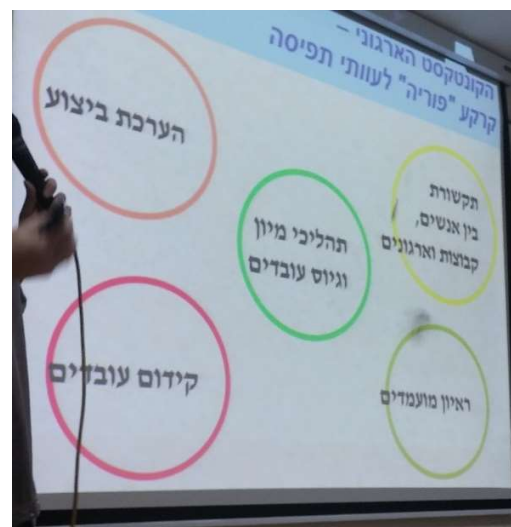 הקונטקסט הארגוני –
קרקע "פוריה" לעוותי תפיסה
תקשורת
בין אנשים,
קבוצות וארגונים
תהליכי מיון
וגיוס עובדים
הערכת ביצוע
ראיון מועמדים
קידום עובדים